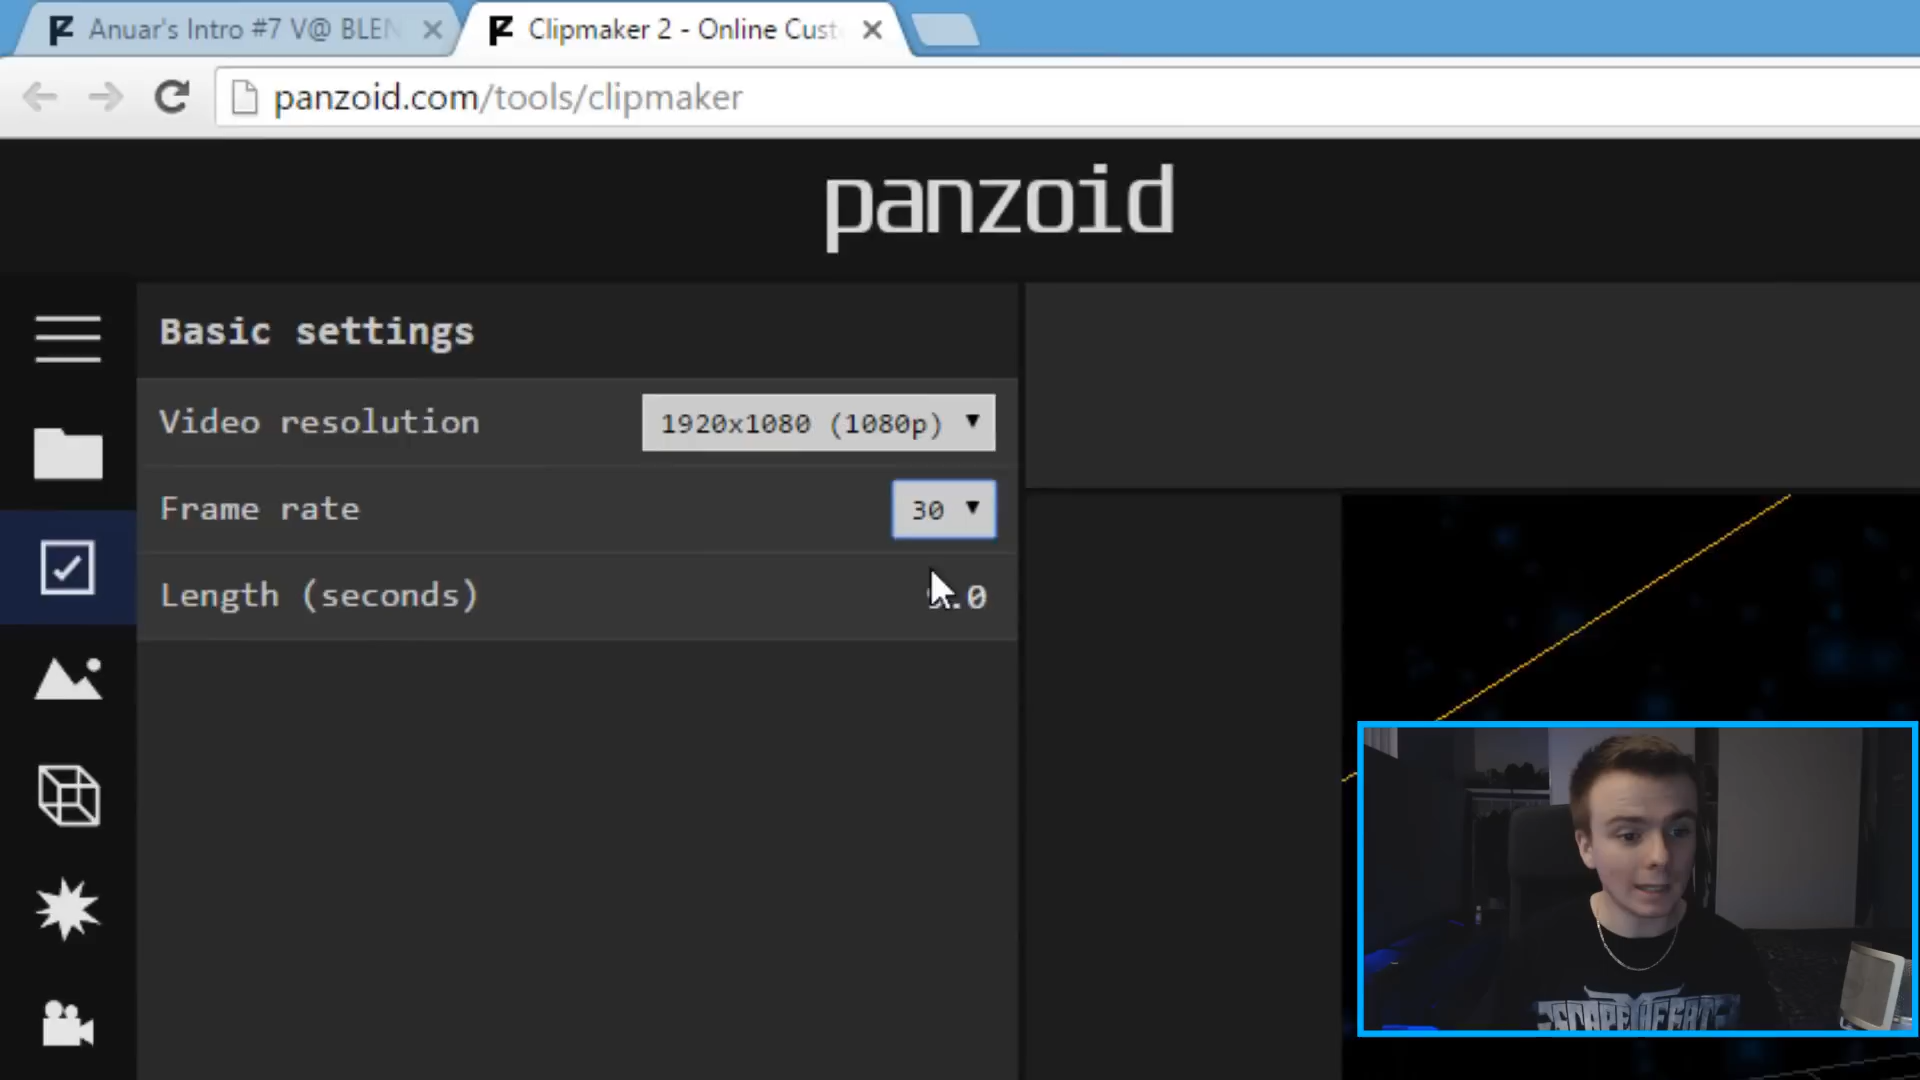 Anuar's Intro #7 V@ BLEN
Clipmaker 2 - Online Cust
panzoid.com/tools/clipmaker
panzoid
Basic settings
Video resolution
1920x1080 (1080p)
Frame rate
30
Length (seconds)
.0